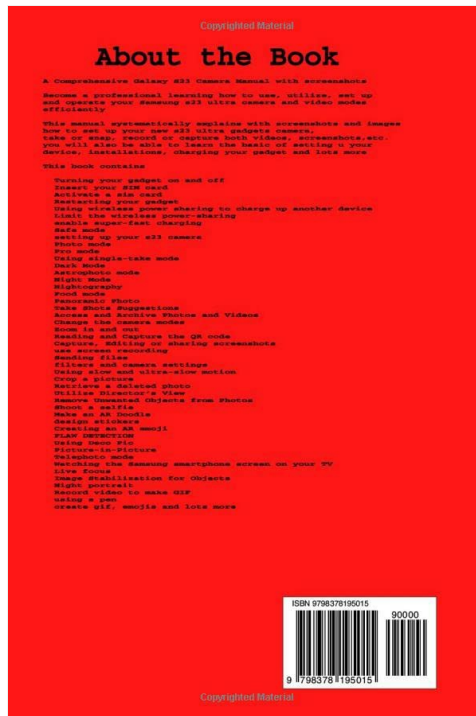 Copyrighted Material
About the Book
A Comprehensive Galaxy S23 Camera Manual with screenshots
Become a professional learning how to use, utilize, set up
and operate your Samsung s23 ultra camera and video modes
efficiently
This manual systematically explains with screenshots and images
how to set up your new s23 ultra gadgets camera,
take or snap, record or capture both videos, screenshots,etc.
you will also be able to learn the basic of setting u your
device, installations, charging your gadget and lots more
This book contains
Turning your gadget on and off
Insert your SIM card
Activate a sim card
Restarting your gadget
Using wireless power sharing to charge up another device
Limit the wireless power-sharing
enable super-fast charging
Safe mode
setting up your s23 camera
Photo mode
Pro mode
Using single-take mode
Dark Mode
Astrophoto mode
Night Mode
Nightography
Food mode
Panoramic Photo
Take Shots Suggestions
Access and Archive Photos and Videos
Change the camera modes
Zoom in and out
Reading and Capture the QR code
Capture, Editing or sharing screenshots
use screen recording
Sending files
filters and camera settings
Using slow and ultra-slow motion
Crop a picture
Retrieve a deleted photo
Utilize Director's View
Remove Unwanted Objects from Photos
Shoot a selfie
Make an AR Doodle
design stickers
Creating an AR emoji
FLAW DETECTION
Using Deco Pic
Picture-in-Picture
Telephoto mode
Watching the Samsung smartphone screen on your TV
Live focus
Image Stabilization for Objects
Night portrait
Record video to make GIF
using s pen
create gif, emojis and lots more
ISBN 9798378195015
90000
9 798378 195015
Copyrighted Material